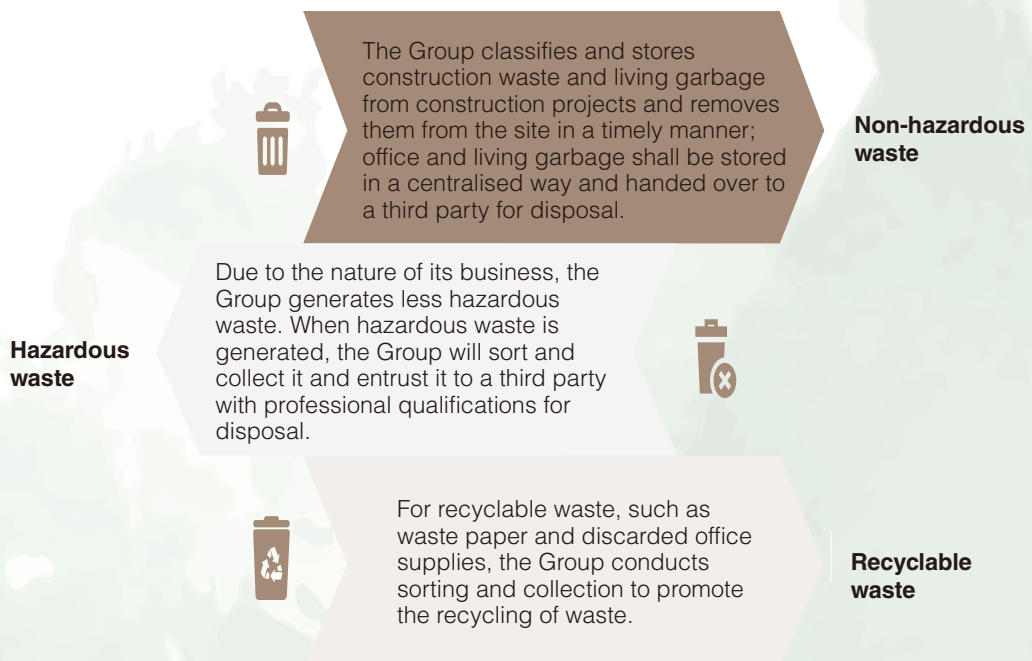 The Group classifies and stores
construction waste and living garbage
from construction projects and removes
them from the site in a timely manner;
office and living garbage shall be stored
in a centralised way and handed over to
a third party for disposal.
Non-hazardous
waste
Hazardous
waste
Due to the nature of its business, the
Group generates less hazardous
waste. When hazardous waste is
generated, the Group will sort and
collect it and entrust it to a third party
with professional qualifications for
disposal.
For recyclable waste, such as
waste paper and discarded office
supplies, the Group conducts
sorting and collection to promote
the recycling of waste.
Recyclable
waste